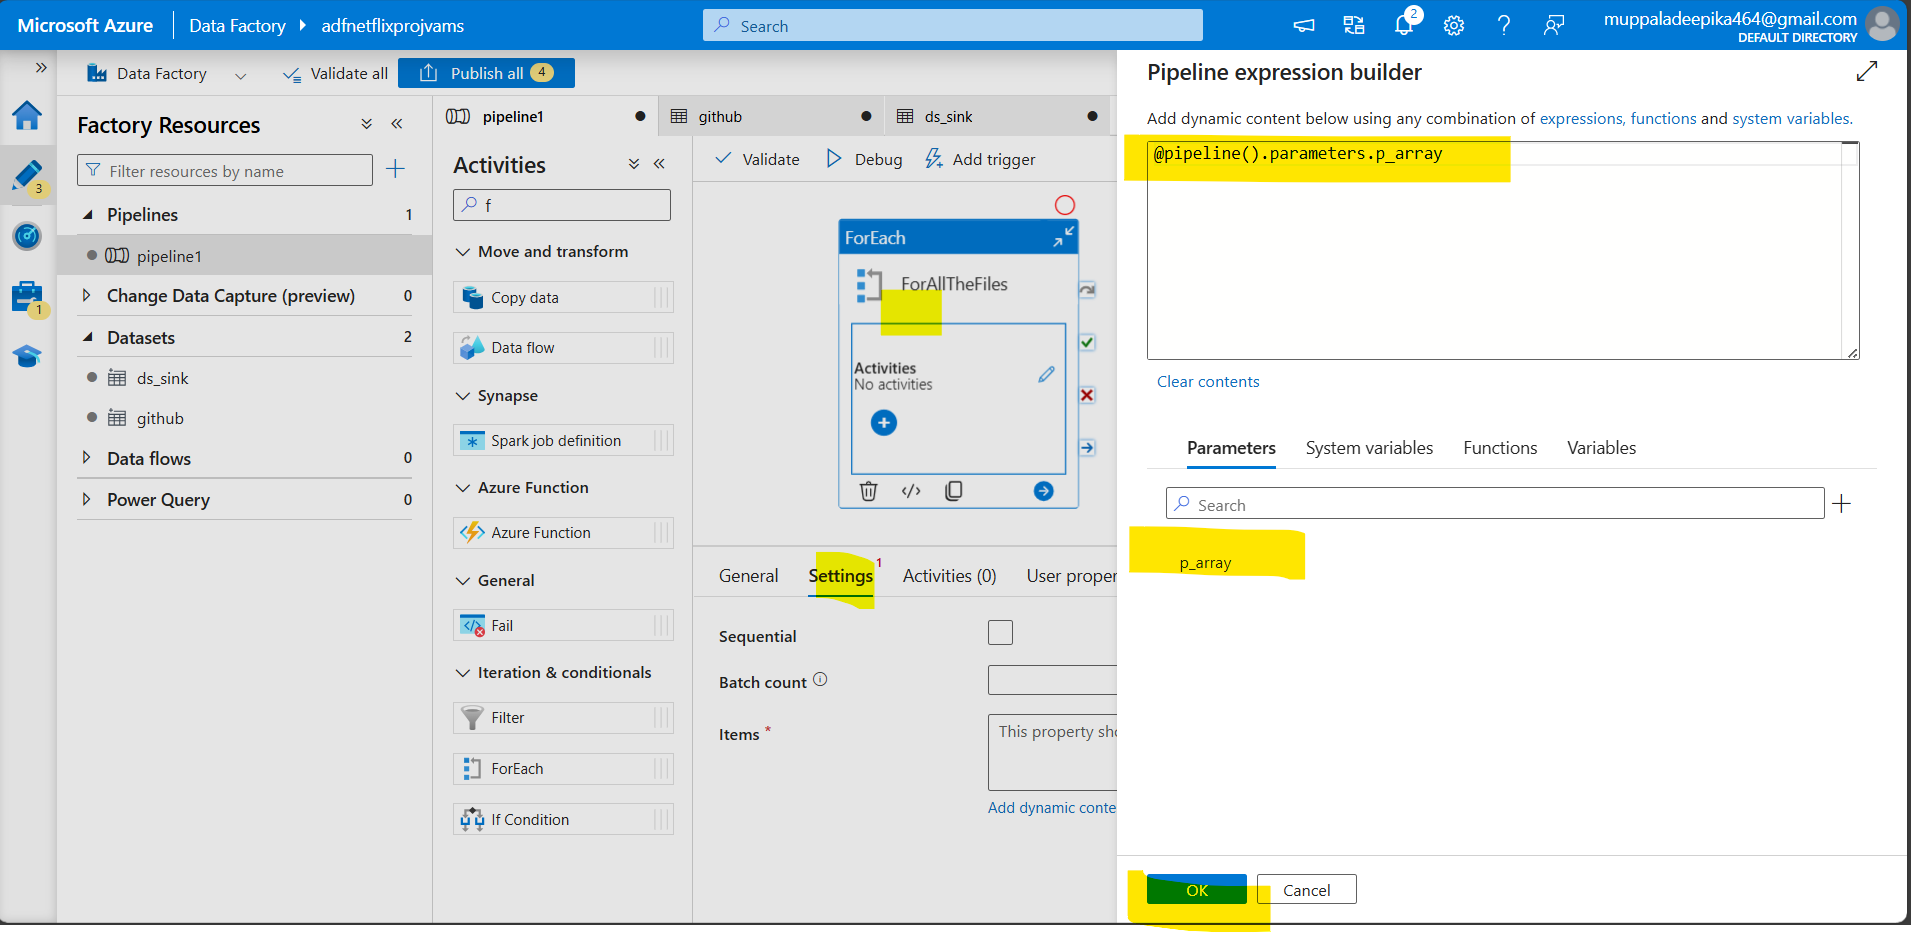 Microsoft Azure
Data Factory
adfnetflixprojvams
Search
2
muppaladeepika464@gmail.com
DEFAULT DIRECTORY
Data Factory
Validate all
Publish all
4
3
1
Factory Resources
Filter resources by name
Pipelines
1
pipeline1
Change Data Capture (preview)
0
Datasets
2
ds_sink
github
Data flows
0
Power Query
0
pipeline1
github
ds_sink
Activities
f
Move and transform
Copy data
Data flow
Synapse
Spark job definition
Azure Function
Azure Function
General
Fail
Iteration & conditionals
Filter
ForEach
If Condition
Validate
Debug
Add trigger
ForEach
ForAllTheFiles
Activities
No activities
General
Settings
1
Activities (0)
User proper
Sequential
Batch count
Items *
This property sho
Add dynamic conte
Pipeline expression builder
Add dynamic content below using any combination of expressions, functions and system variables.
@pipeline().parameters.p_array
Clear contents
Parameters
System variables
Functions
Variables
Search
p_array
OK
Cancel